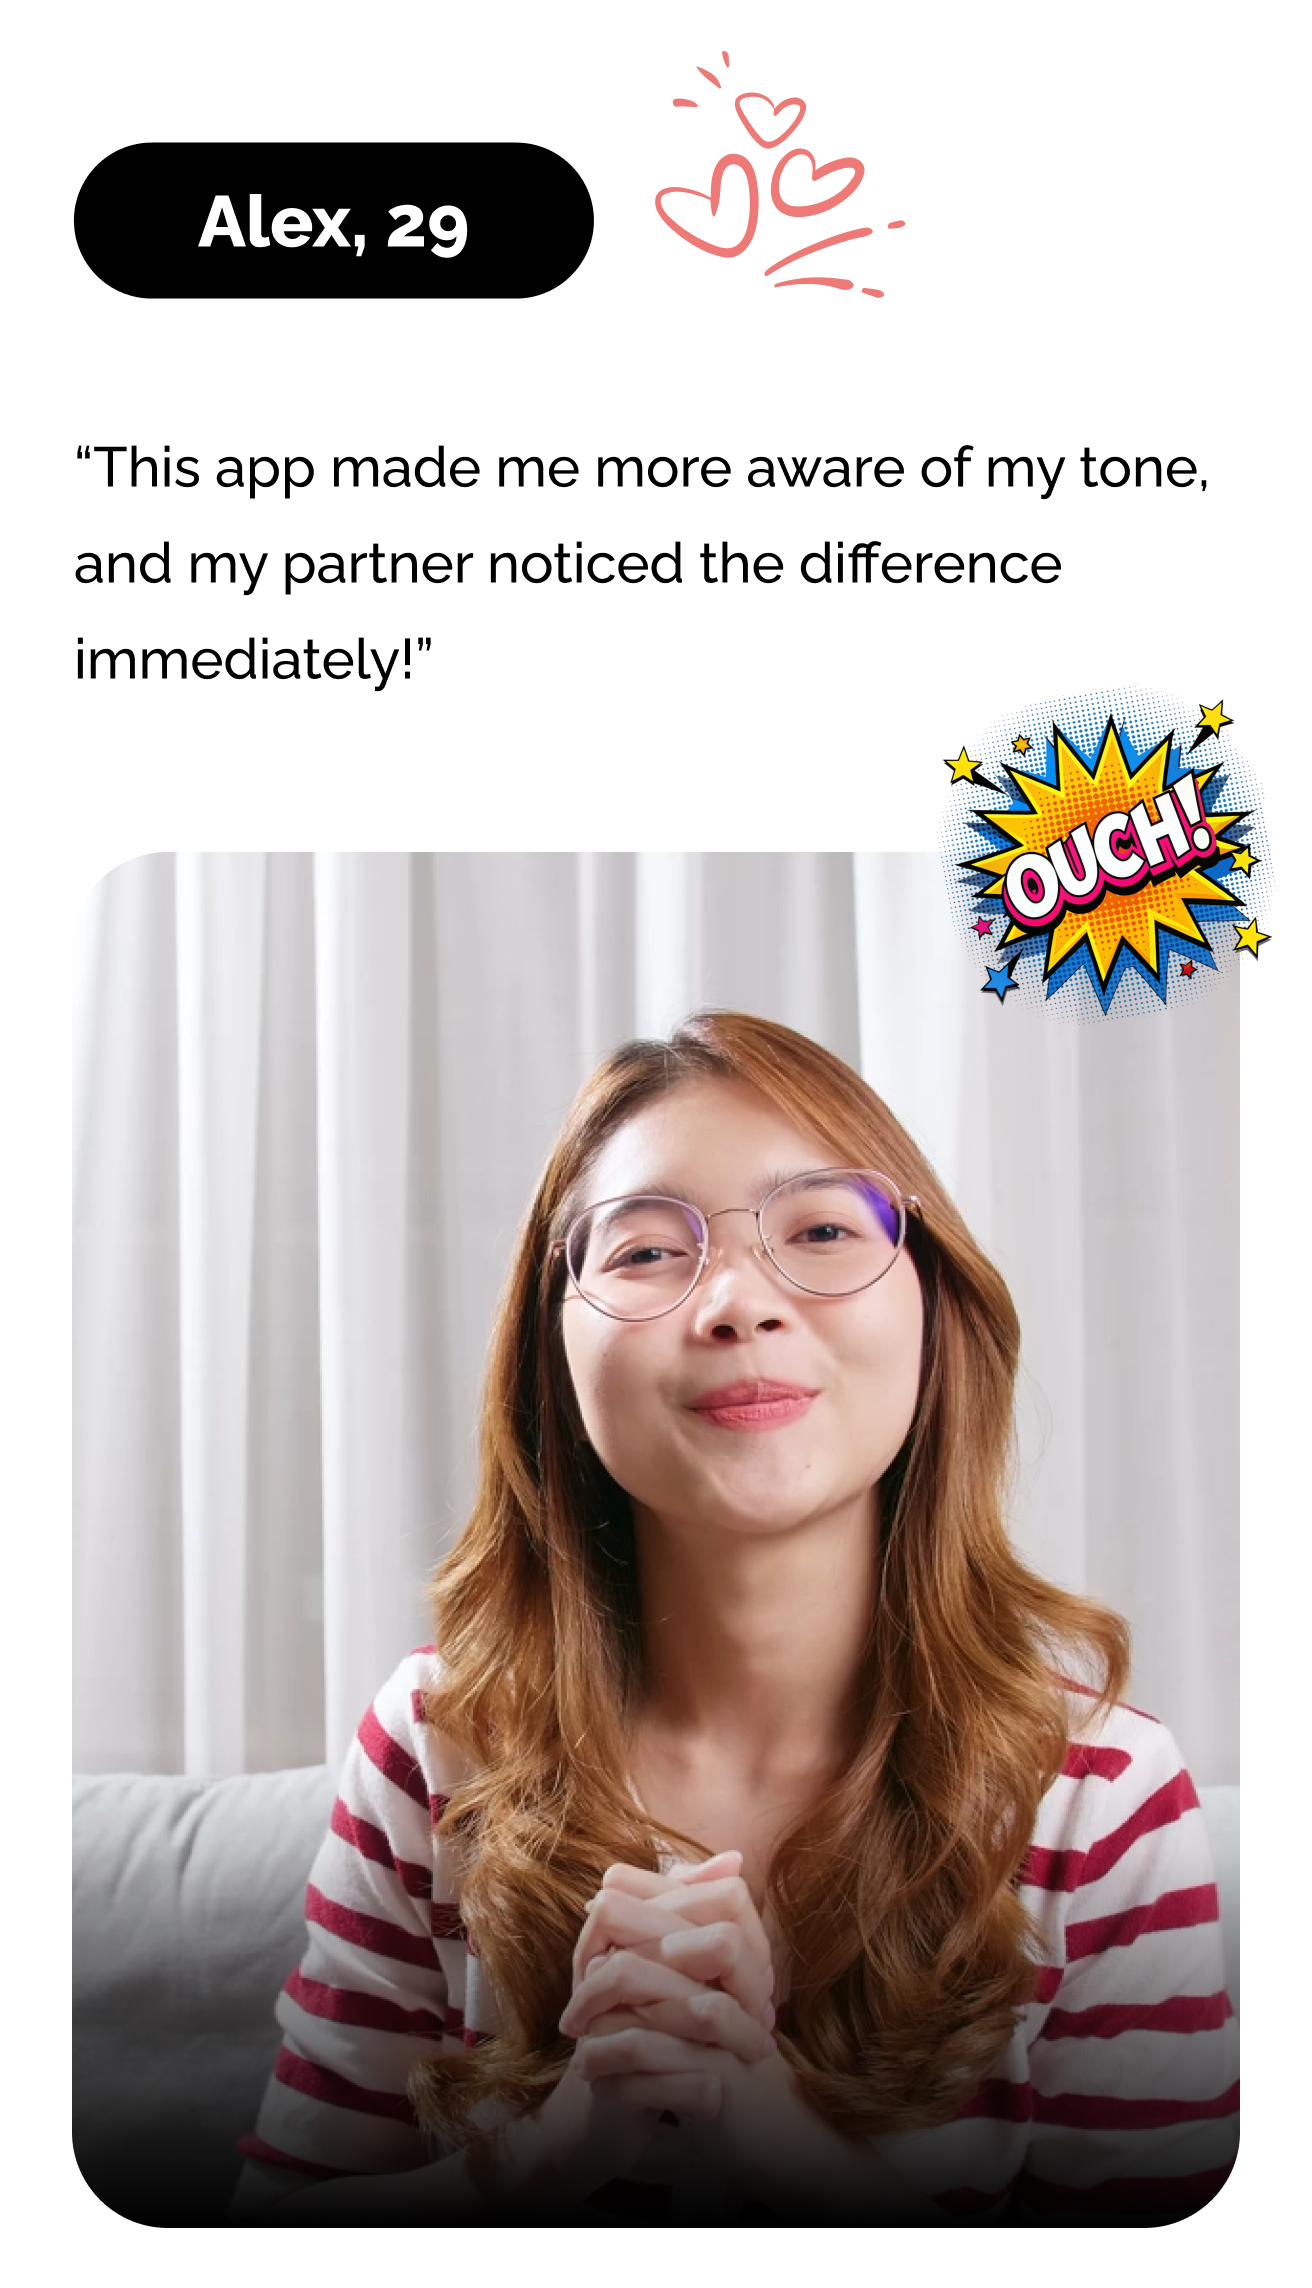 Alex, 29
“This app made me more aware of my tone,
and my partner noticed the difference
immediately!”
OUCH!